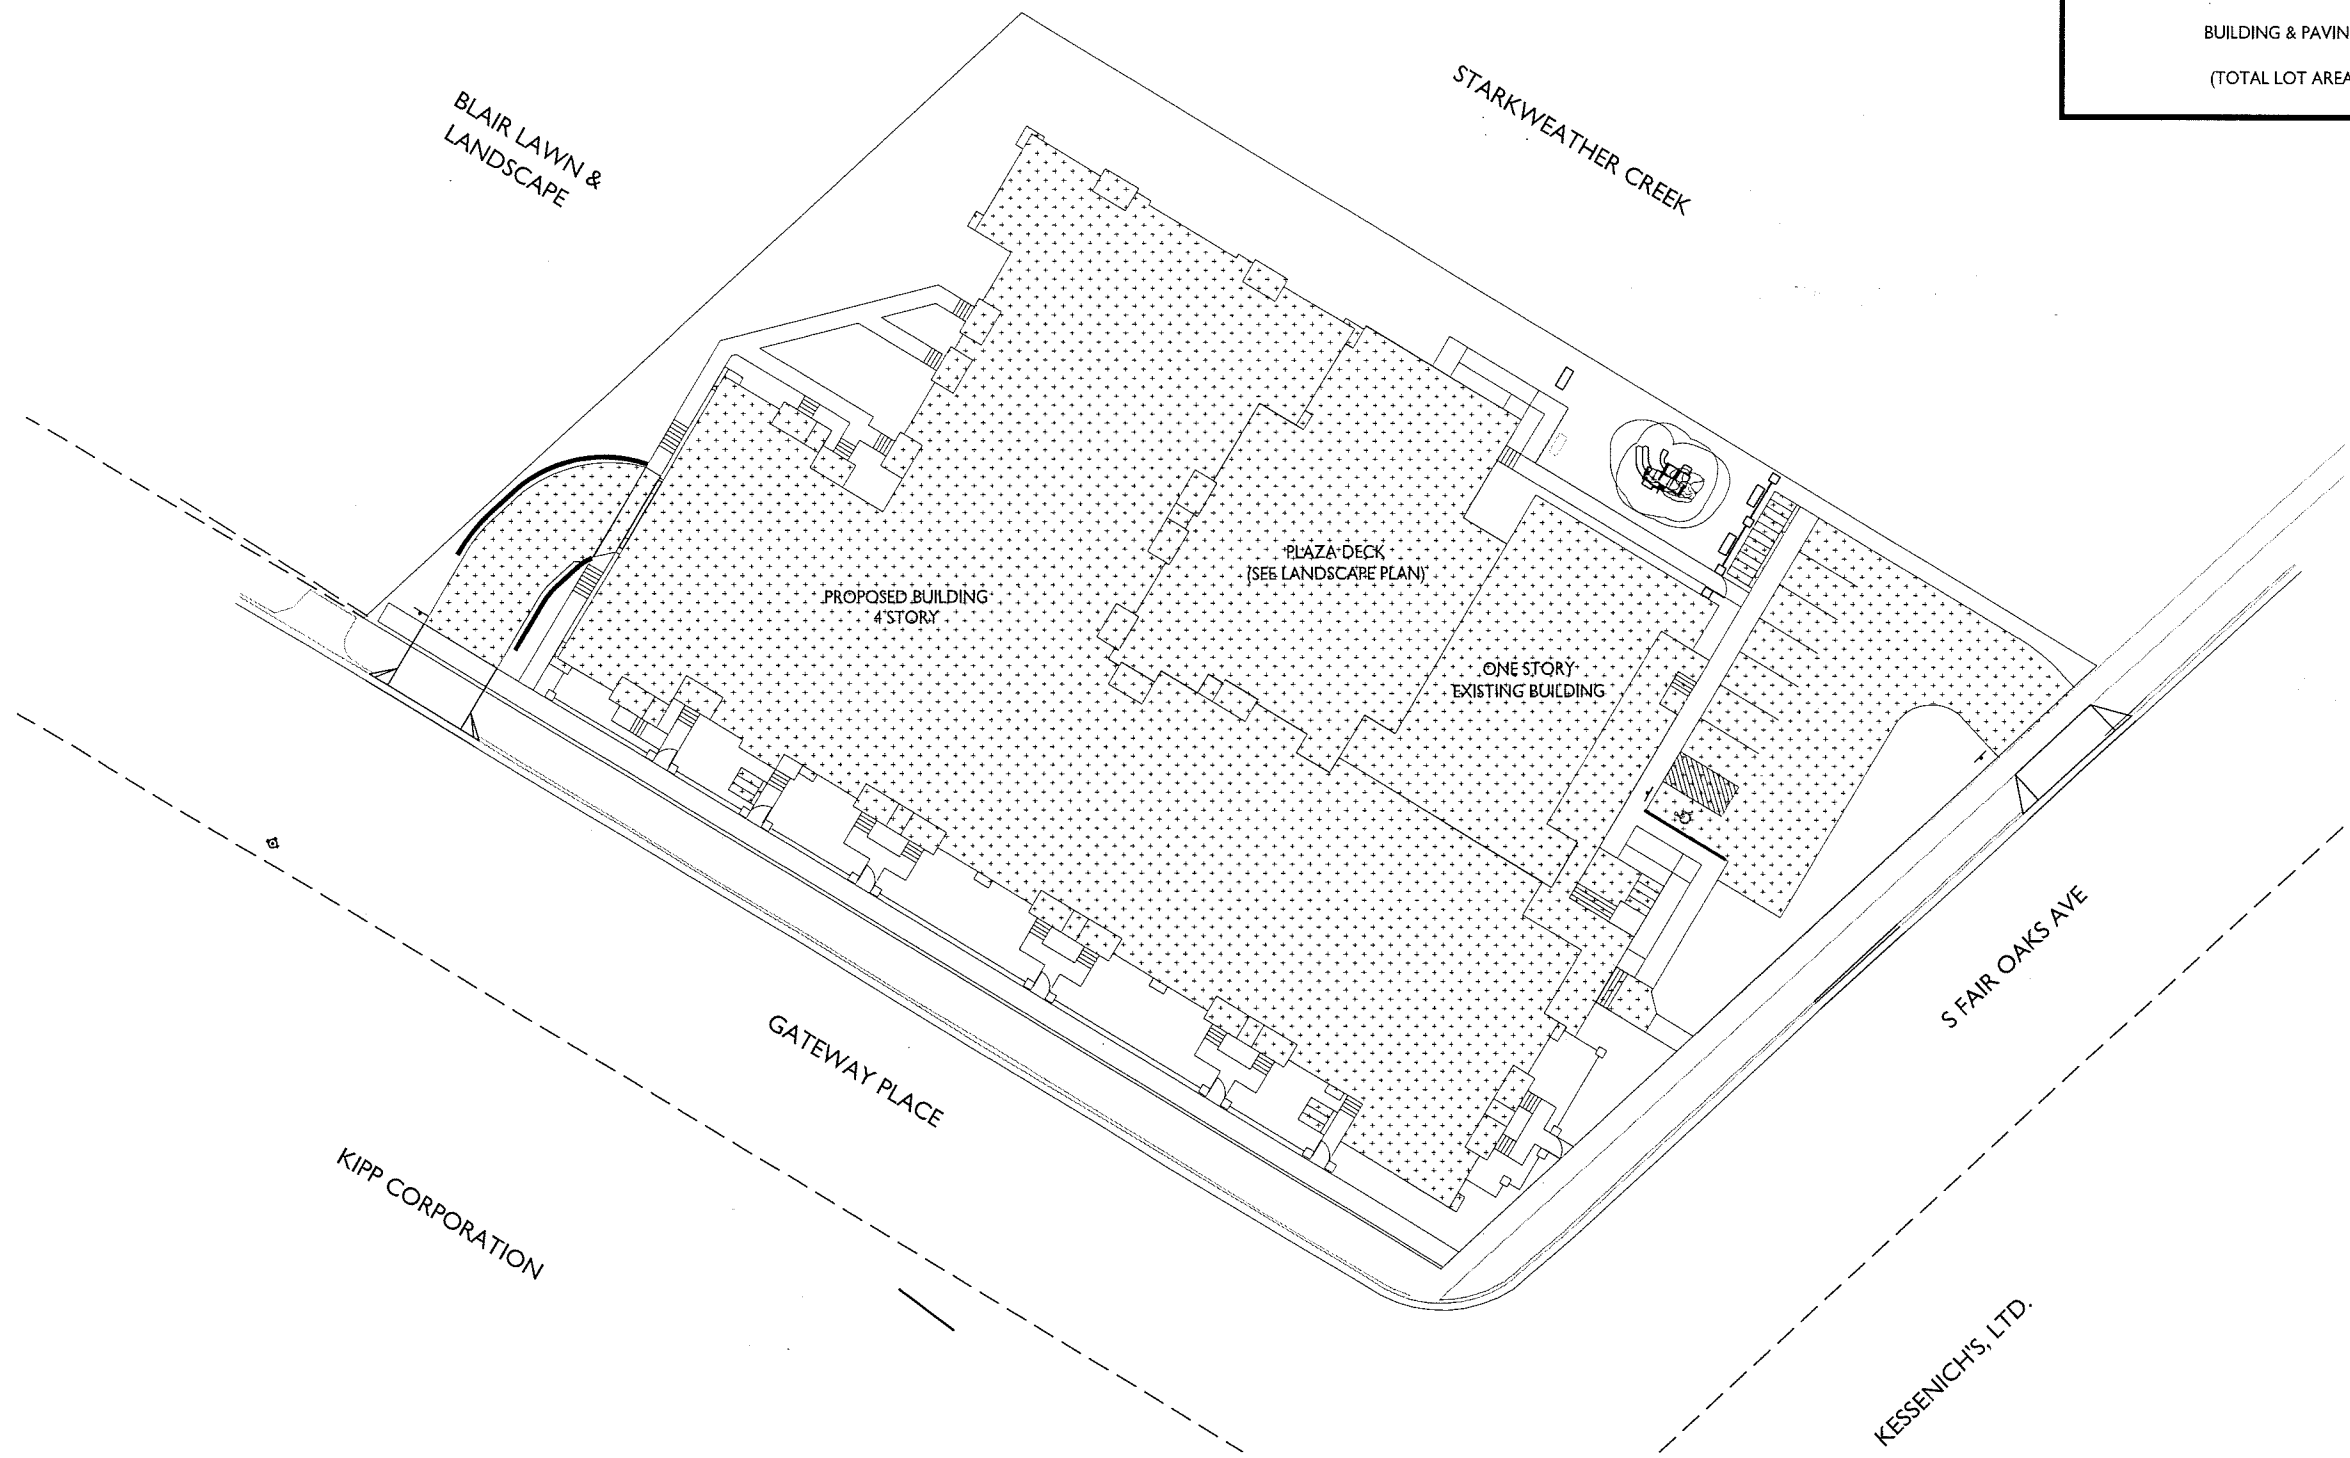 BUILDING & PAVIN
(TOTAL LOT AREA
STARKWEATHER CREEK
BLAIR LAWN &
LANDSCAPE
PLAZA DECK
(SEE LANDSCAPE PLAN)
PROPOSED BUILDING
4 STORY
ONE STORY
EXISTING BUILDING
S FAIR OAKS AVE
GATEWAY PLACE
KIPP CORPORATION
KESSENICH'S, LTD.